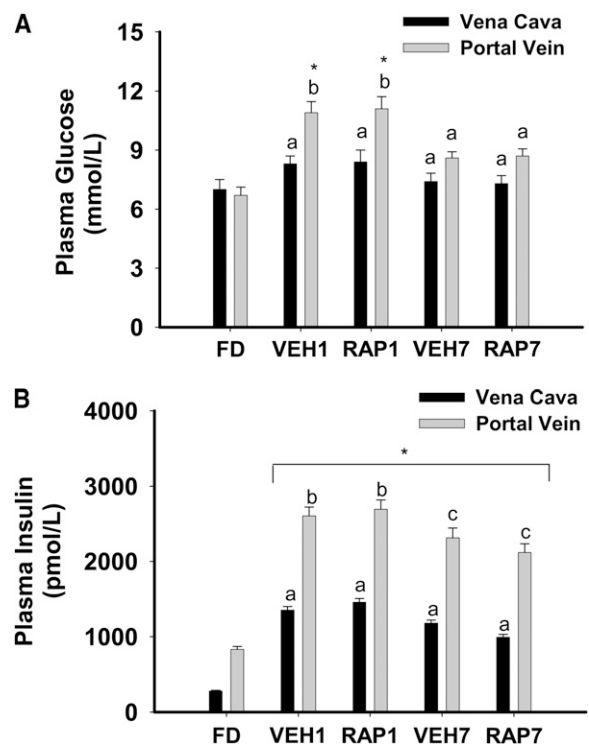 A
Vena Cava
Portal Vein
Plasma Glucose
(mmol/L)
15
12
9
6
3
0
* *
b b
a a a a a a
FD VEH1 RAP1 VEH7 RAP7
B
Vena Cava
Portal Vein
Plasma Insulin
(pmol/L)
4000
3000
2000
1000
0
*
b b c c
a a a a
FD VEH1 RAP1 VEH7 RAP7